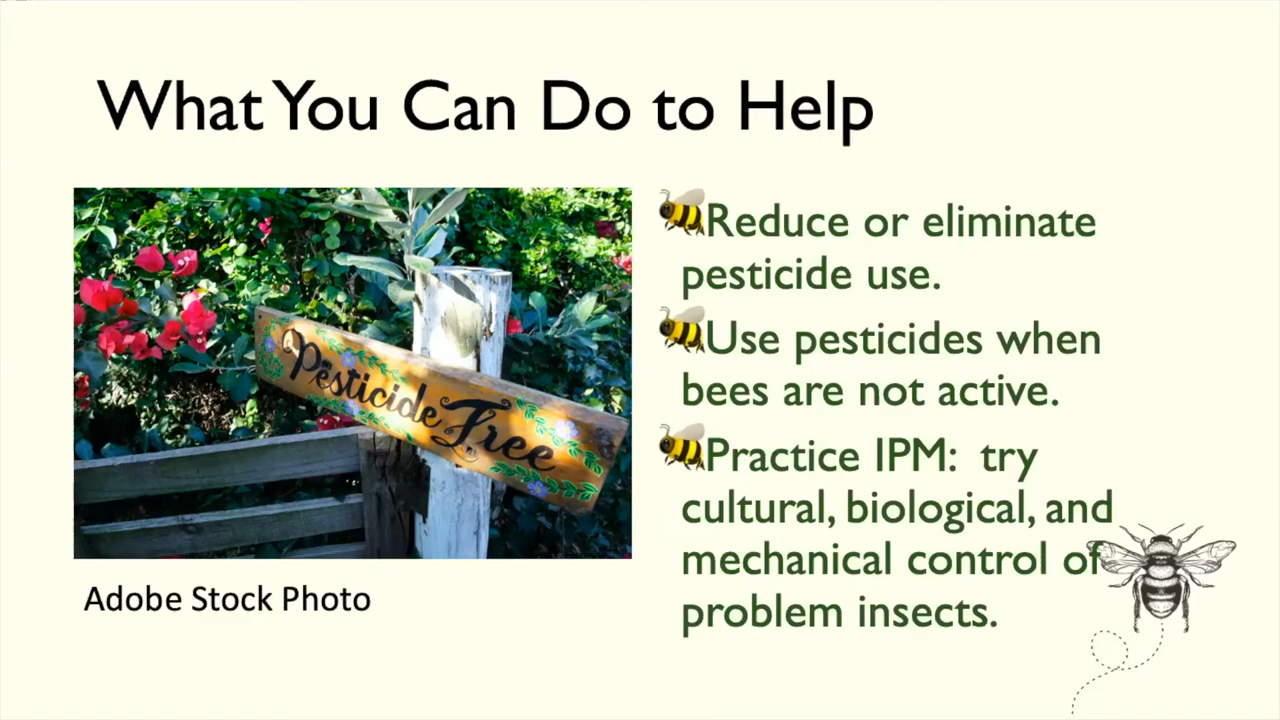 What You Can Do to Help
Pesticide Free
Adobe Stock Photo
Reduce or eliminate
pesticide use.
Use pesticides when
bees are not active.
Practice IPM: try
cultural, biological, and
mechanical control of
problem insects.